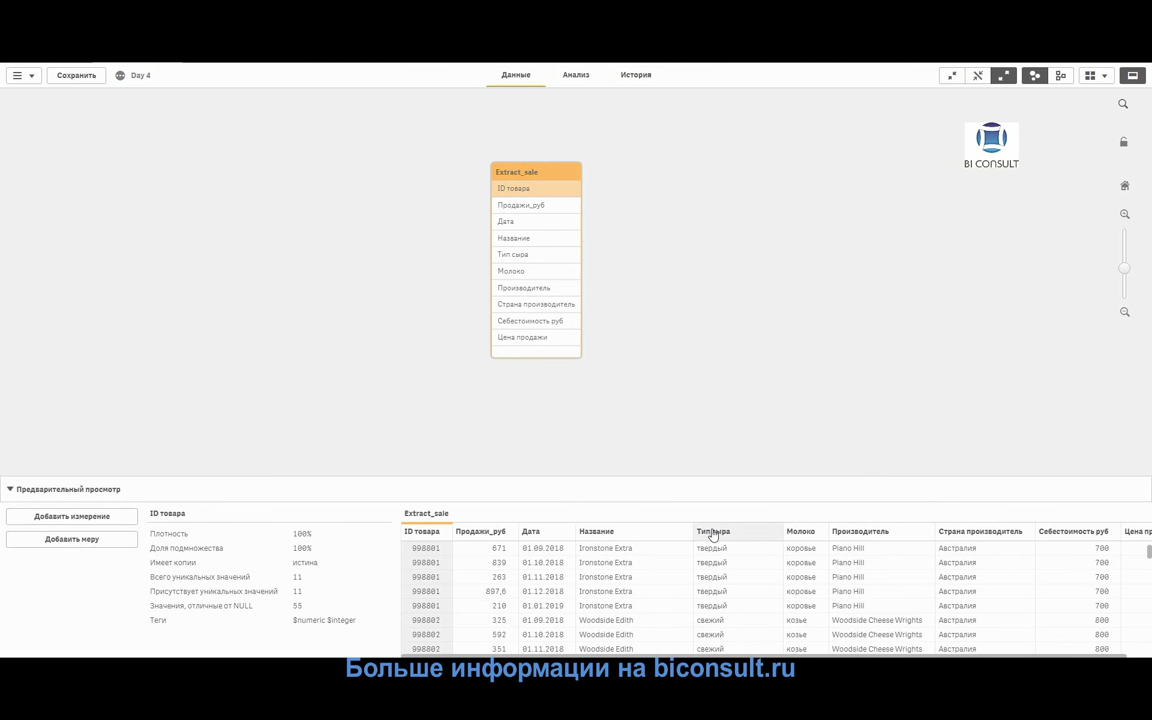 Сохранить
Day 4
Данные
Анализ
История
BI CONSULT
Extract_sale
ID товара
Продажи_руб
Дата
Название
Тип сыра
Молоко
Производитель
Страна производитель
Себестоимость руб
Цена продажи
Предварительный просмотр
Добавить измерение
Добавить меру
ID товара
Плотность 100%
Доля подмножества 100%
Имеет копии истина
Всего уникальных значений 11
Присутствует уникальных значений 11
Значения, отличные от NULL 55
Теги $numeric $integer
Extract_sale
ID товара Продажи_руб Дата Название Тип сыра Молоко Производитель Страна производитель Себестоимость руб Цена пр
998801 671 01.09.2018 Ironstone Extra твердый коровье Piano Hill Австралия 700
998801 839 01.10.2018 Ironstone Extra твердый коровье Piano Hill Австралия 700
998801 263 01.11.2018 Ironstone Extra твердый коровье Piano Hill Австралия 700
998801 897,6 01.12.2018 Ironstone Extra твердый коровье Piano Hill Австралия 700
998801 210 01.01.2019 Ironstone Extra твердый коровье Piano Hill Австралия 700
998802 325 01.09.2018 Woodside Edith свежий козье Woodside Cheese Wrights Австралия 800
998802 592 01.10.2018 Woodside Edith свежий козье Woodside Cheese Wrights Австралия 800
998802 351 01.11.2018 Woodside Edith свежий козье Woodside Cheese Wrights Австралия 800
Больше информации на biconsult.ru